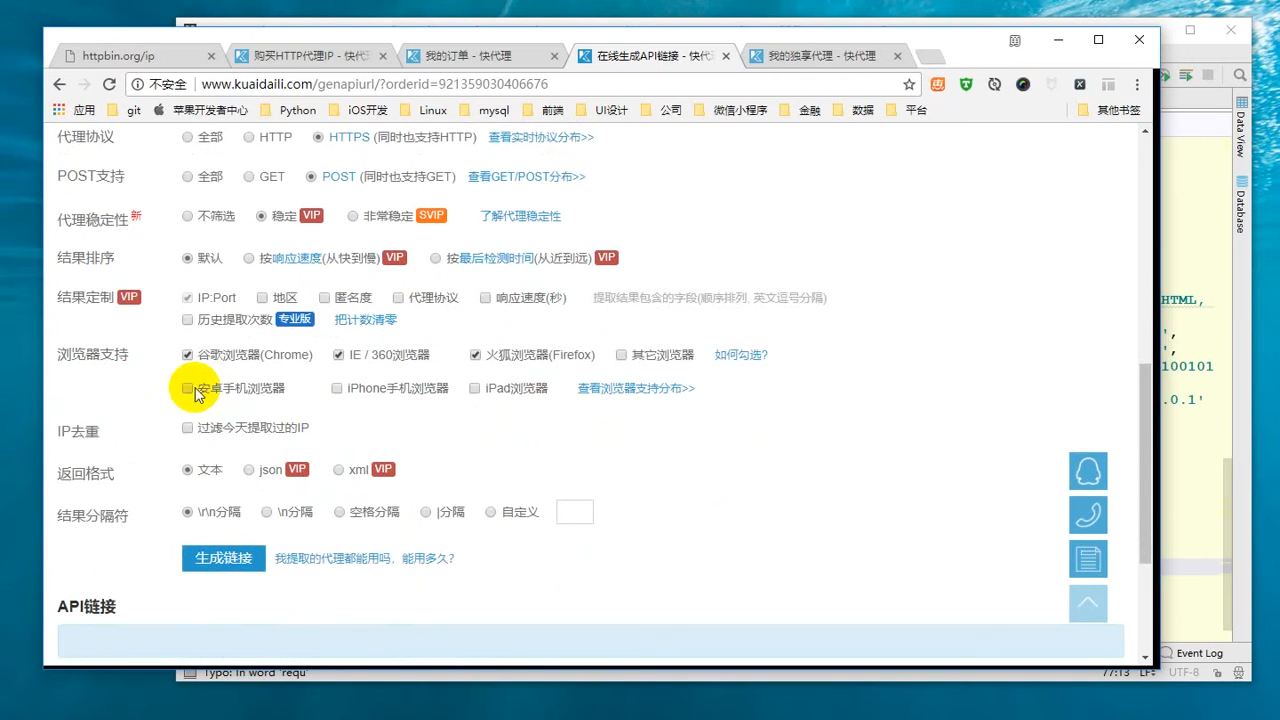 httpbin.org/ip
购买HTTP代理IP - 快代
我的订单 - 快代理
在线生成API链接 - 快代
我的独享代理 - 快代理
不安全 www.kuaidaili.com/genapiurl/?orderid=921359030406676
应用 git 苹果开发者中心 Python iOS开发 Linux mysql 前端 UI设计 公司 微信小程序 金融 数据 平台 其他书签
代理协议 全部 HTTP HTTPS (同时也支持HTTP) 查看实时协议分布>>
POST支持 全部 GET POST (同时也支持GET) 查看GET/POST分布>>
代理稳定性 新 不筛选 稳定 VIP 非常稳定 SVIP 了解代理稳定性
结果排序 默认 按响应速度(从快到慢) VIP 按最后检测时间(从近到远) VIP
结果定制 VIP IP:Port 地区 匿名度 代理协议 响应速度(秒) 提取结果包含的字段(顺序排列, 英文逗号分隔)
历史提取次数 专业版 把计数清零
浏览器支持 谷歌浏览器(Chrome) IE / 360浏览器 火狐浏览器(Firefox) 其它浏览器 如何勾选?
安卓手机浏览器 iPhone手机浏览器 iPad浏览器 查看浏览器支持分布>>
IP去重 过滤今天提取过的IP
返回格式 文本 json VIP xml VIP
结果分隔符 \r\n分隔 \n分隔 空格分隔 |分隔 自定义
生成链接 我提取的代理都能用吗，能用多久?
API链接
Data View
Database
HTML,
',
',
100101
.0.1'
Event Log
Typo: In word 'requ'
77:13 LF UTF-8